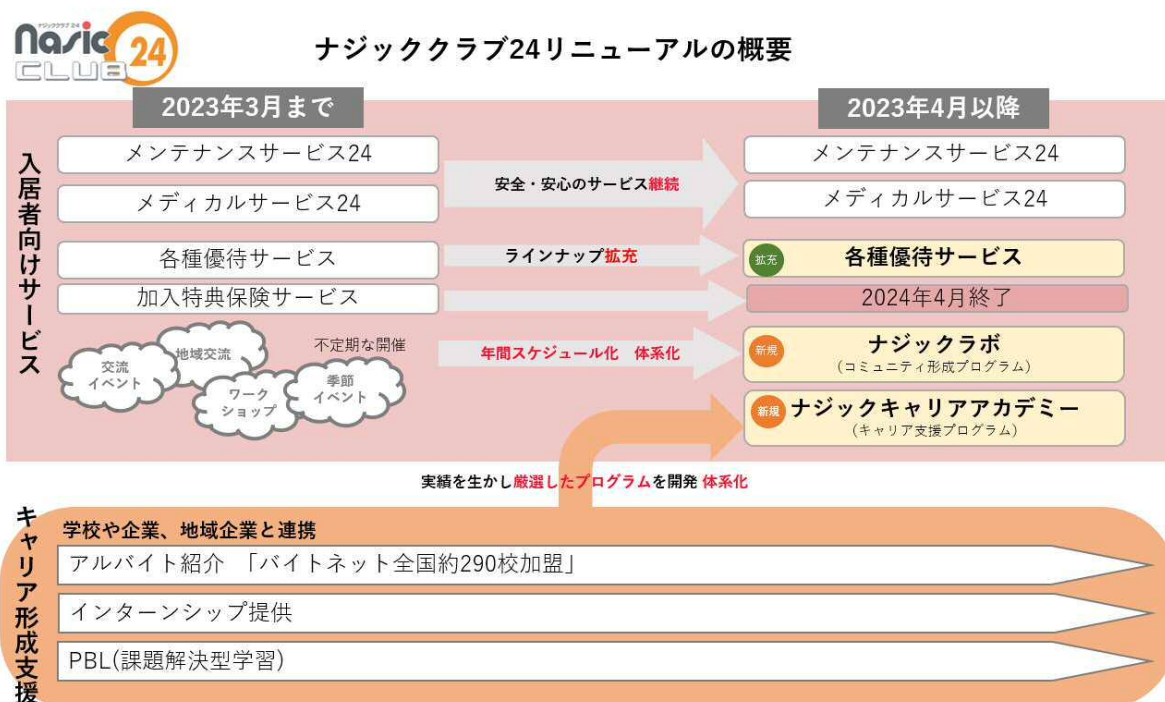 ナジッククラブ24
Nasic 24
CLUB
ナジッククラブ24リニューアルの概要
2023年3月まで
2023年4月以降
入居者向けサービス
メンテナンスサービス24
メディカルサービス24
各種優待サービス
加入特典保険サービス
不定期な開催
交流
イベント
地域交流
ワーク
ショップ
季節
イベント
安全・安心のサービス継続
ラインナップ拡充
年間スケジュール化 体系化
メンテナンスサービス24
メディカルサービス24
拡充
各種優待サービス
2024年4月終了
新規
ナジックラボ
(コミュニティ形成プログラム)
新規
ナジックキャリアアカデミー
(キャリア支援プログラム)
実績を生かし厳選したプログラムを開発 体系化
キャリア形成支援
学校や企業、地域企業と連携
アルバイト紹介 「バイトネット全国約290校加盟」
インターンシップ提供
PBL(課題解決型学習)